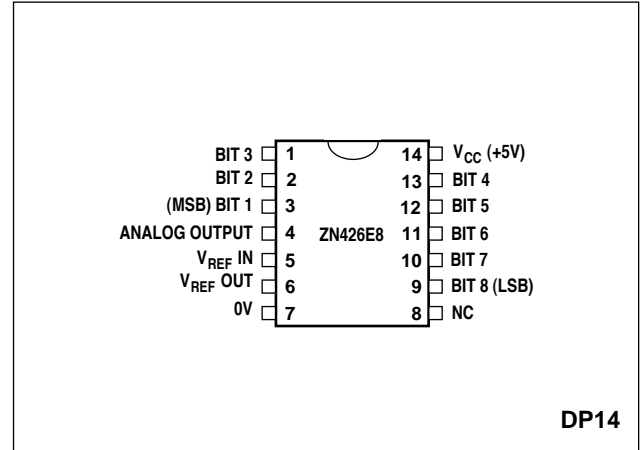 BIT 3 1 14 VCC (+5V)
BIT 2 2 13 BIT 4
(MSB) BIT 1 3 12 BIT 5
ANALOG OUTPUT 4 ZN426E8 11 BIT 6
VREF IN 5 10 BIT 7
VREF OUT 6 9 BIT 8 (LSB)
0V 7 8 NC
DP14